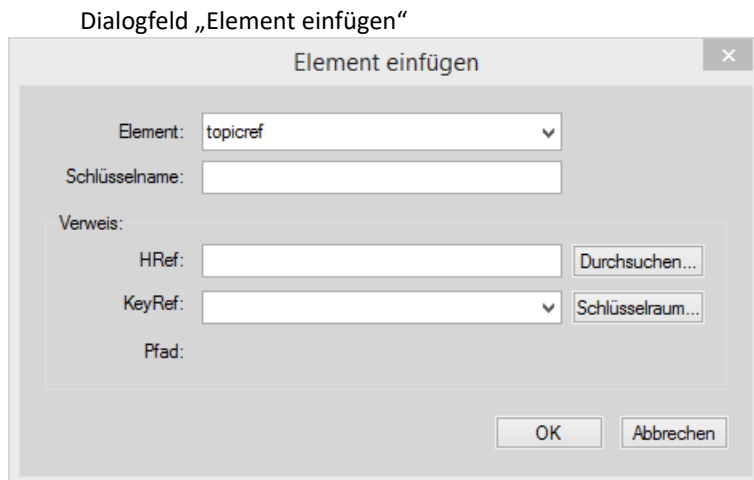 Dialogfeld „Element einfügen“
Element einfügen
Element: topicref
Schlüsselname:
Verweis:
HRef: Durchsuchen...
KeyRef: Schlüsselraum...
Pfad:
OK Abbrechen